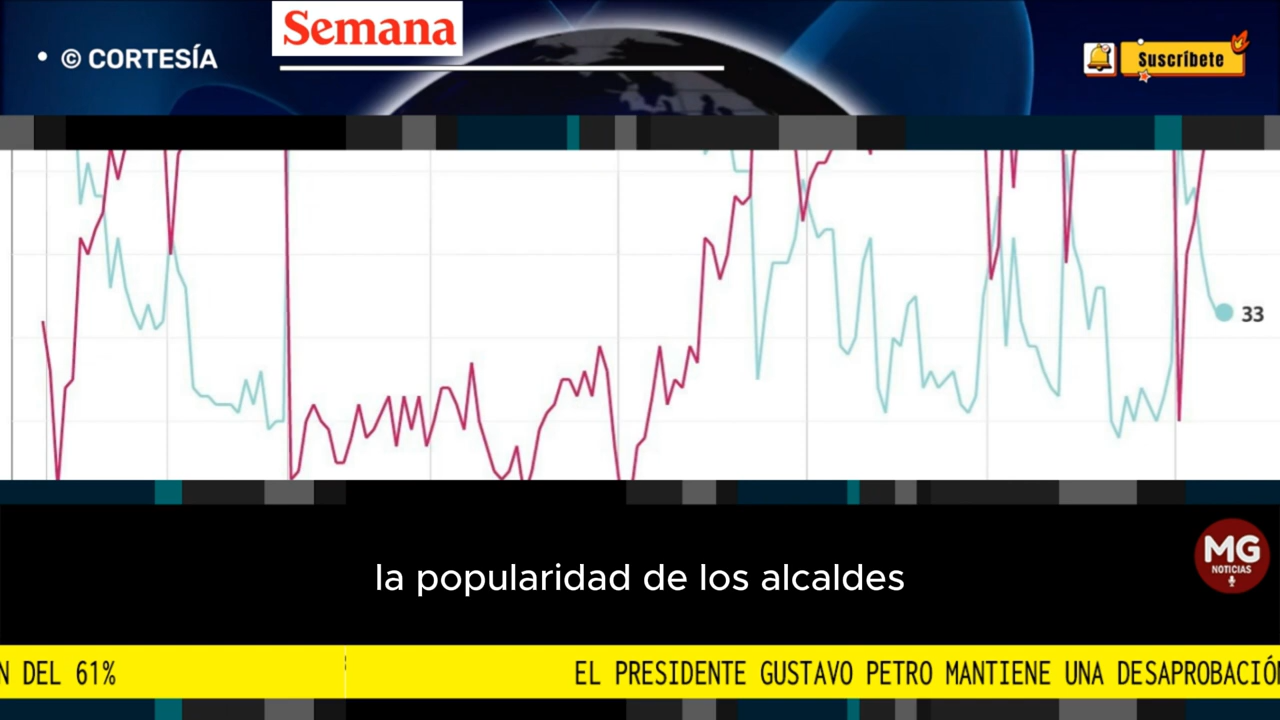 Semana
• © CORTESÍA
Suscríbete
33
la popularidad de los alcaldes
MG
NOTICIAS
N DEL 61%
EL PRESIDENTE GUSTAVO PETRO MANTIENE UNA DESAPROBACIÓ